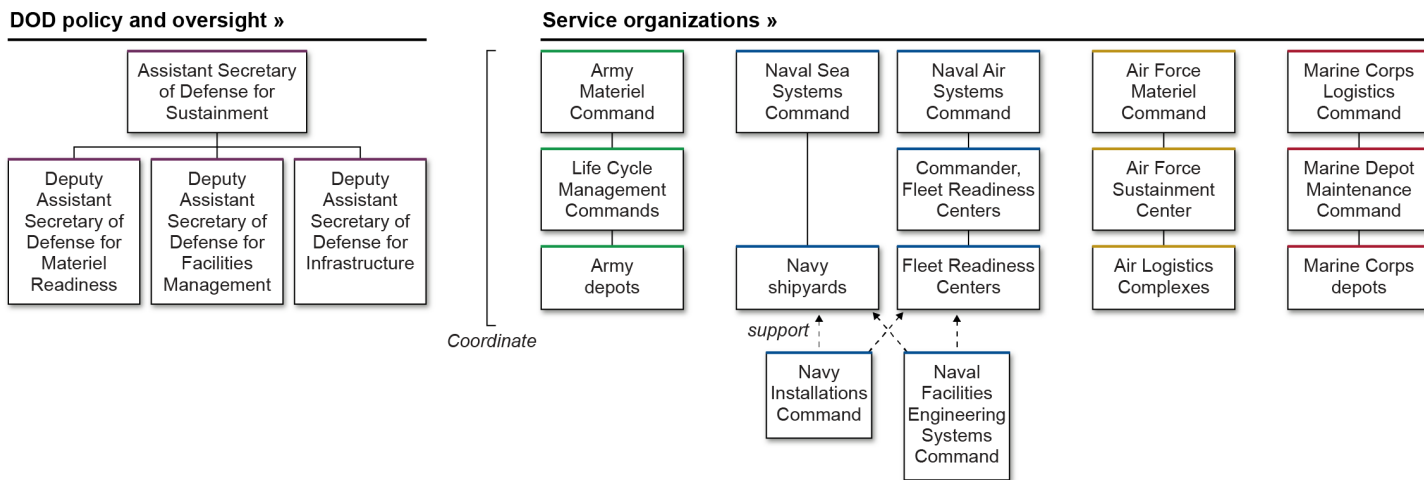 DOD policy and oversight »
Assistant Secretary
of Defense for
Sustainment
Deputy
Assistant
Secretary of
Defense for
Materiel
Readiness
Deputy
Assistant
Secretary of
Defense for
Facilities
Management
Deputy
Assistant
Secretary of
Defense for
Infrastructure
Coordinate
Service organizations »
Army
Materiel
Command
Life Cycle
Management
Commands
Army
depots
Naval Sea
Systems
Command
Navy
shipyards
Naval Air
Systems
Command
Commander,
Fleet Readiness
Centers
Fleet Readiness
Centers
support
Navy
Installations
Command
Naval
Facilities
Engineering
Systems
Command
Air Force
Materiel
Command
Air Force
Sustainment
Center
Air Logistics
Complexes
Marine Corps
Logistics
Command
Marine Depot
Maintenance
Command
Marine Corps
depots